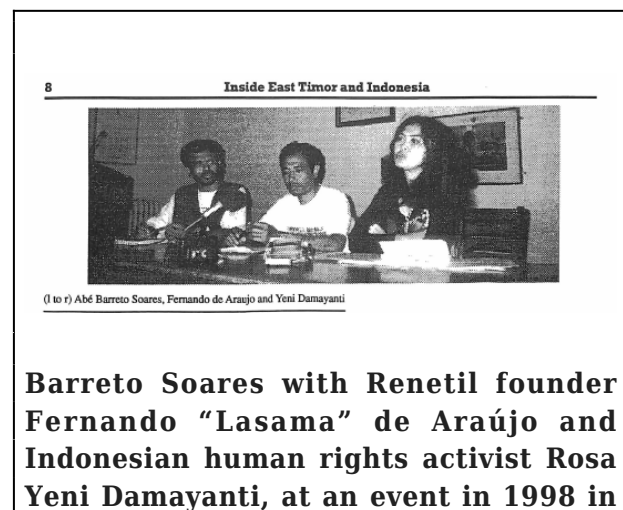 8 Inside East Timor and Indonesia
(l to r) Abé Barreto Soares, Fernando de Araujo and Yeni Damayanti
Barreto Soares with Renetil founder
Fernando “Lasama” de Araújo and
Indonesian human rights activist Rosa
Yeni Damayanti, at an event in 1998 in